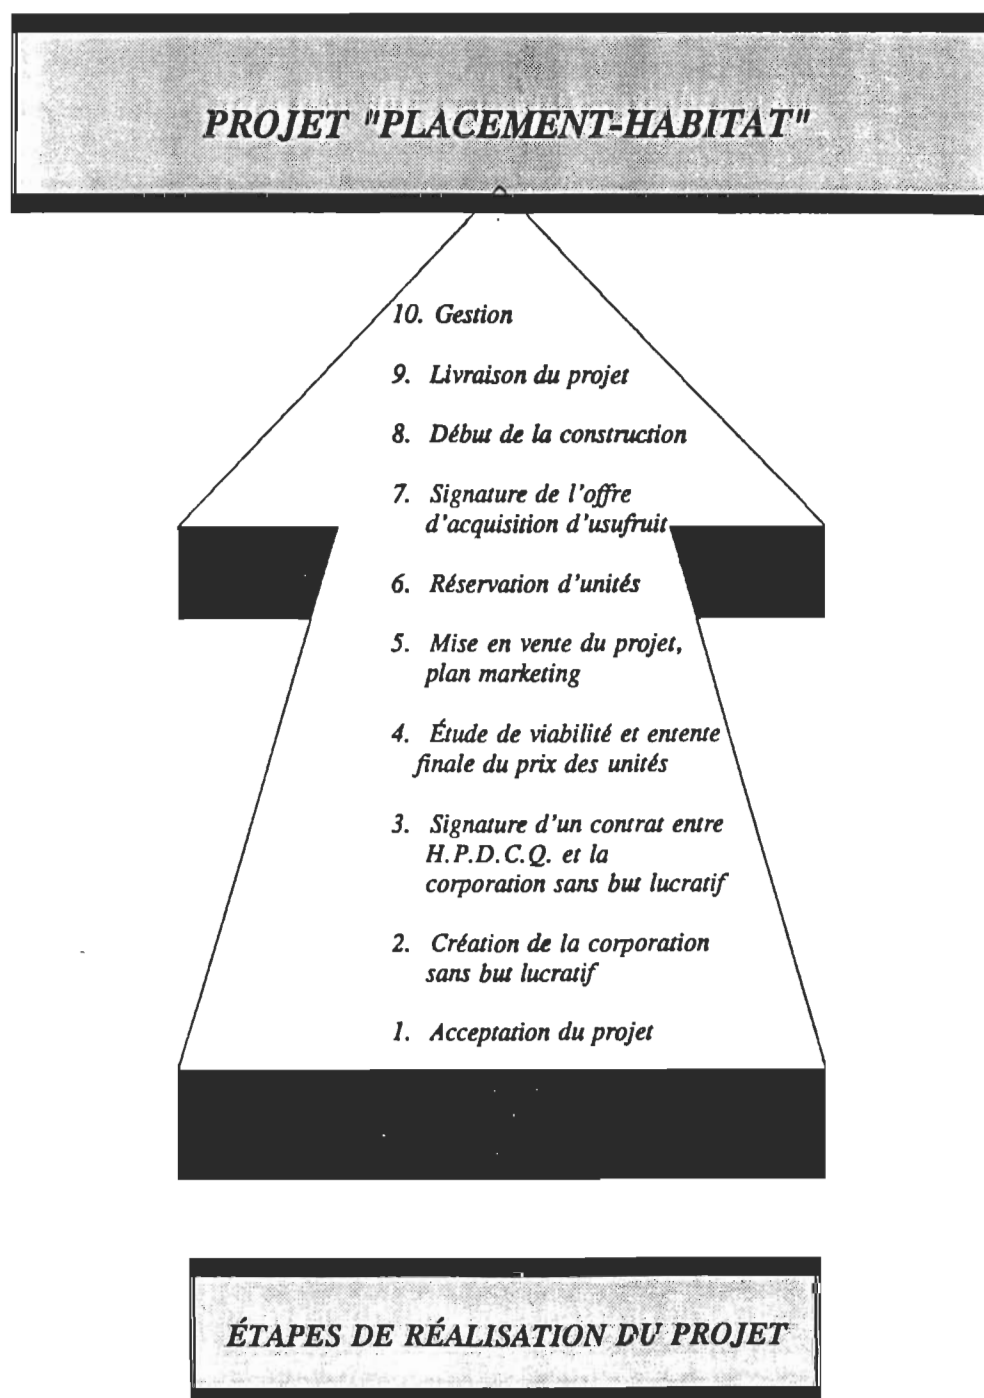 PROJET "PLACEMENT-HABITAT"
10. Gestion
9. Livraison du projet
8. Début de la construction
7. Signature de l'offre
d'acquisition d'usufruit
6. Réservation d'unités
5. Mise en vente du projet,
plan marketing
4. Étude de viabilité et entente
finale du prix des unités
3. Signature d'un contrat entre
H.P.D.C.Q. et la
corporation sans but lucratif
2. Création de la corporation
sans but lucratif
1. Acceptation du projet
ÉTAPES DE RÉALISATION DU PROJET